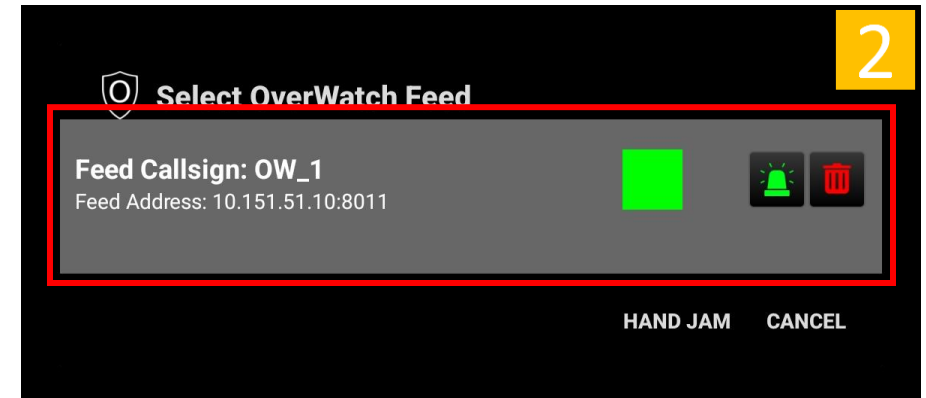 2
O Select OverWatch Feed
Feed Callsign: OW_1
Feed Address: 10.151.51.10:8011
HAND JAM CANCEL